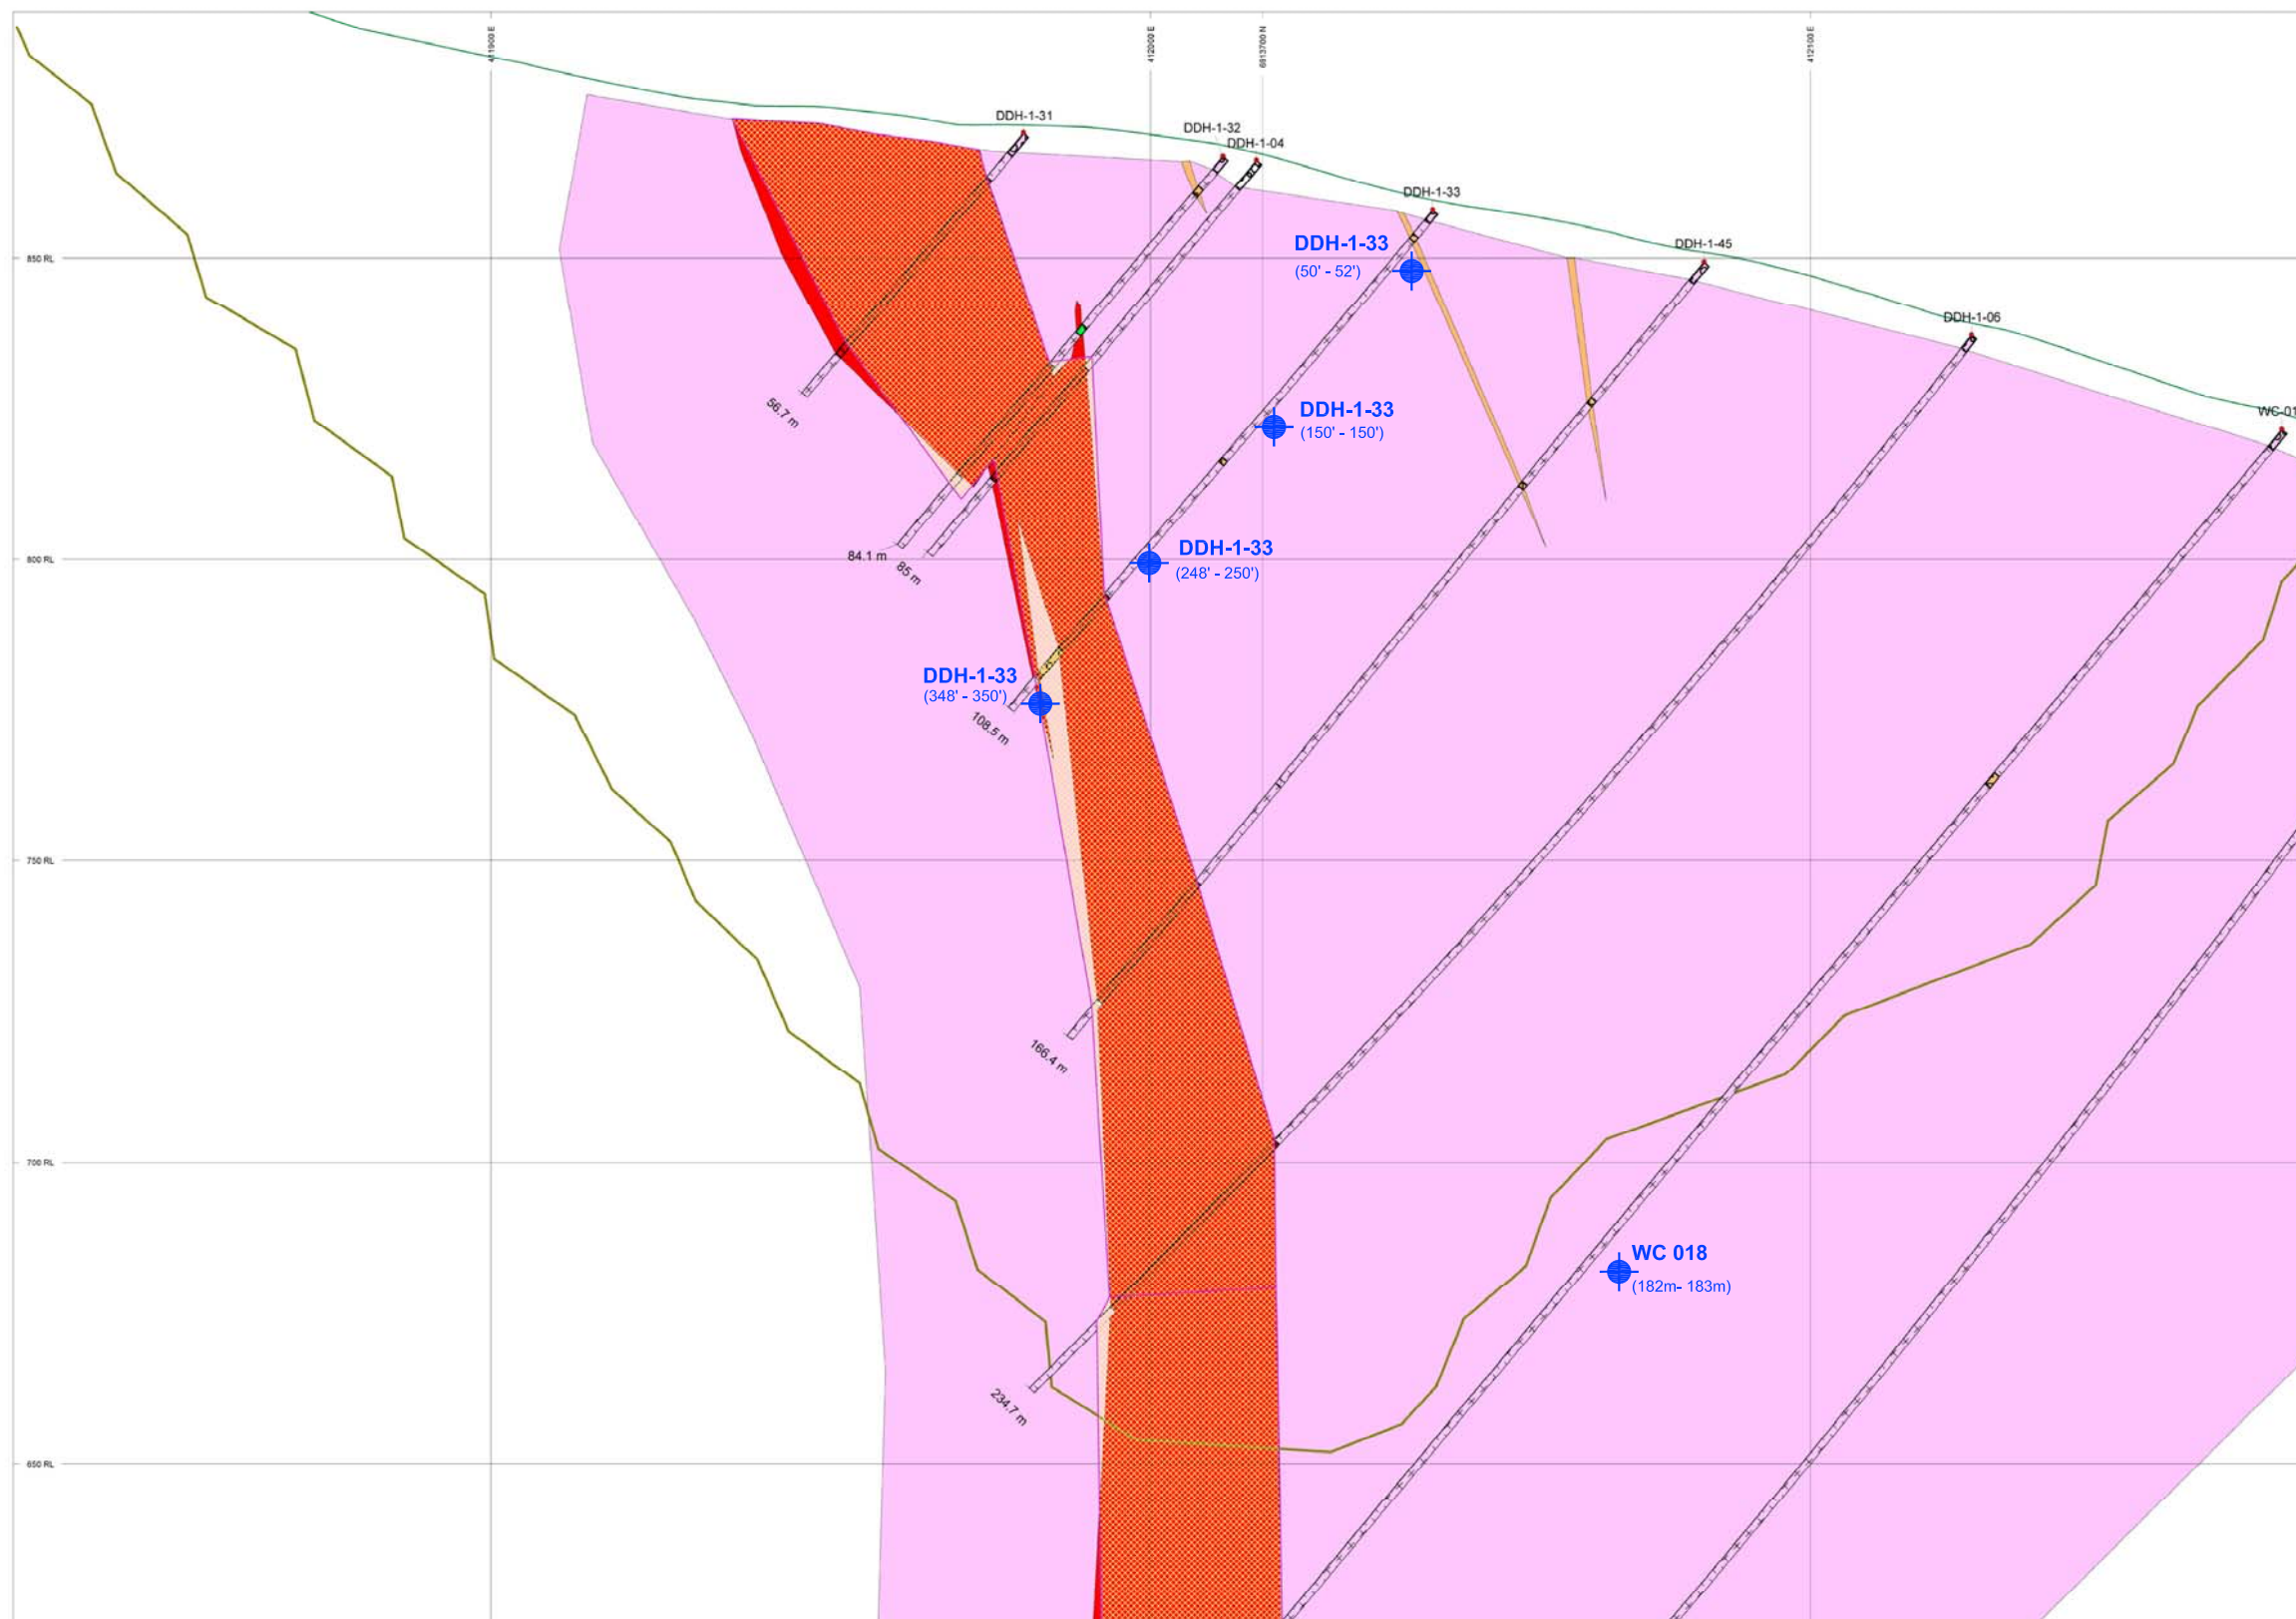 411900 E
412000 E
6813700 N
412100 E
DDH-1-31
DDH-1-32
DDH-1-04
DDH-1-33
DDH-1-45
DDH-1-06
WC-01
850 RL
DDH-1-33
(50' - 52')
56.7 m
DDH-1-33
(150' - 150')
800 RL
84.1 m
85 m
DDH-1-33
(248' - 250')
DDH-1-33
(348' - 350')
108.5 m
750 RL
166.4 m
700 RL
WC 018
(182m- 183m)
234.7 m
650 RL